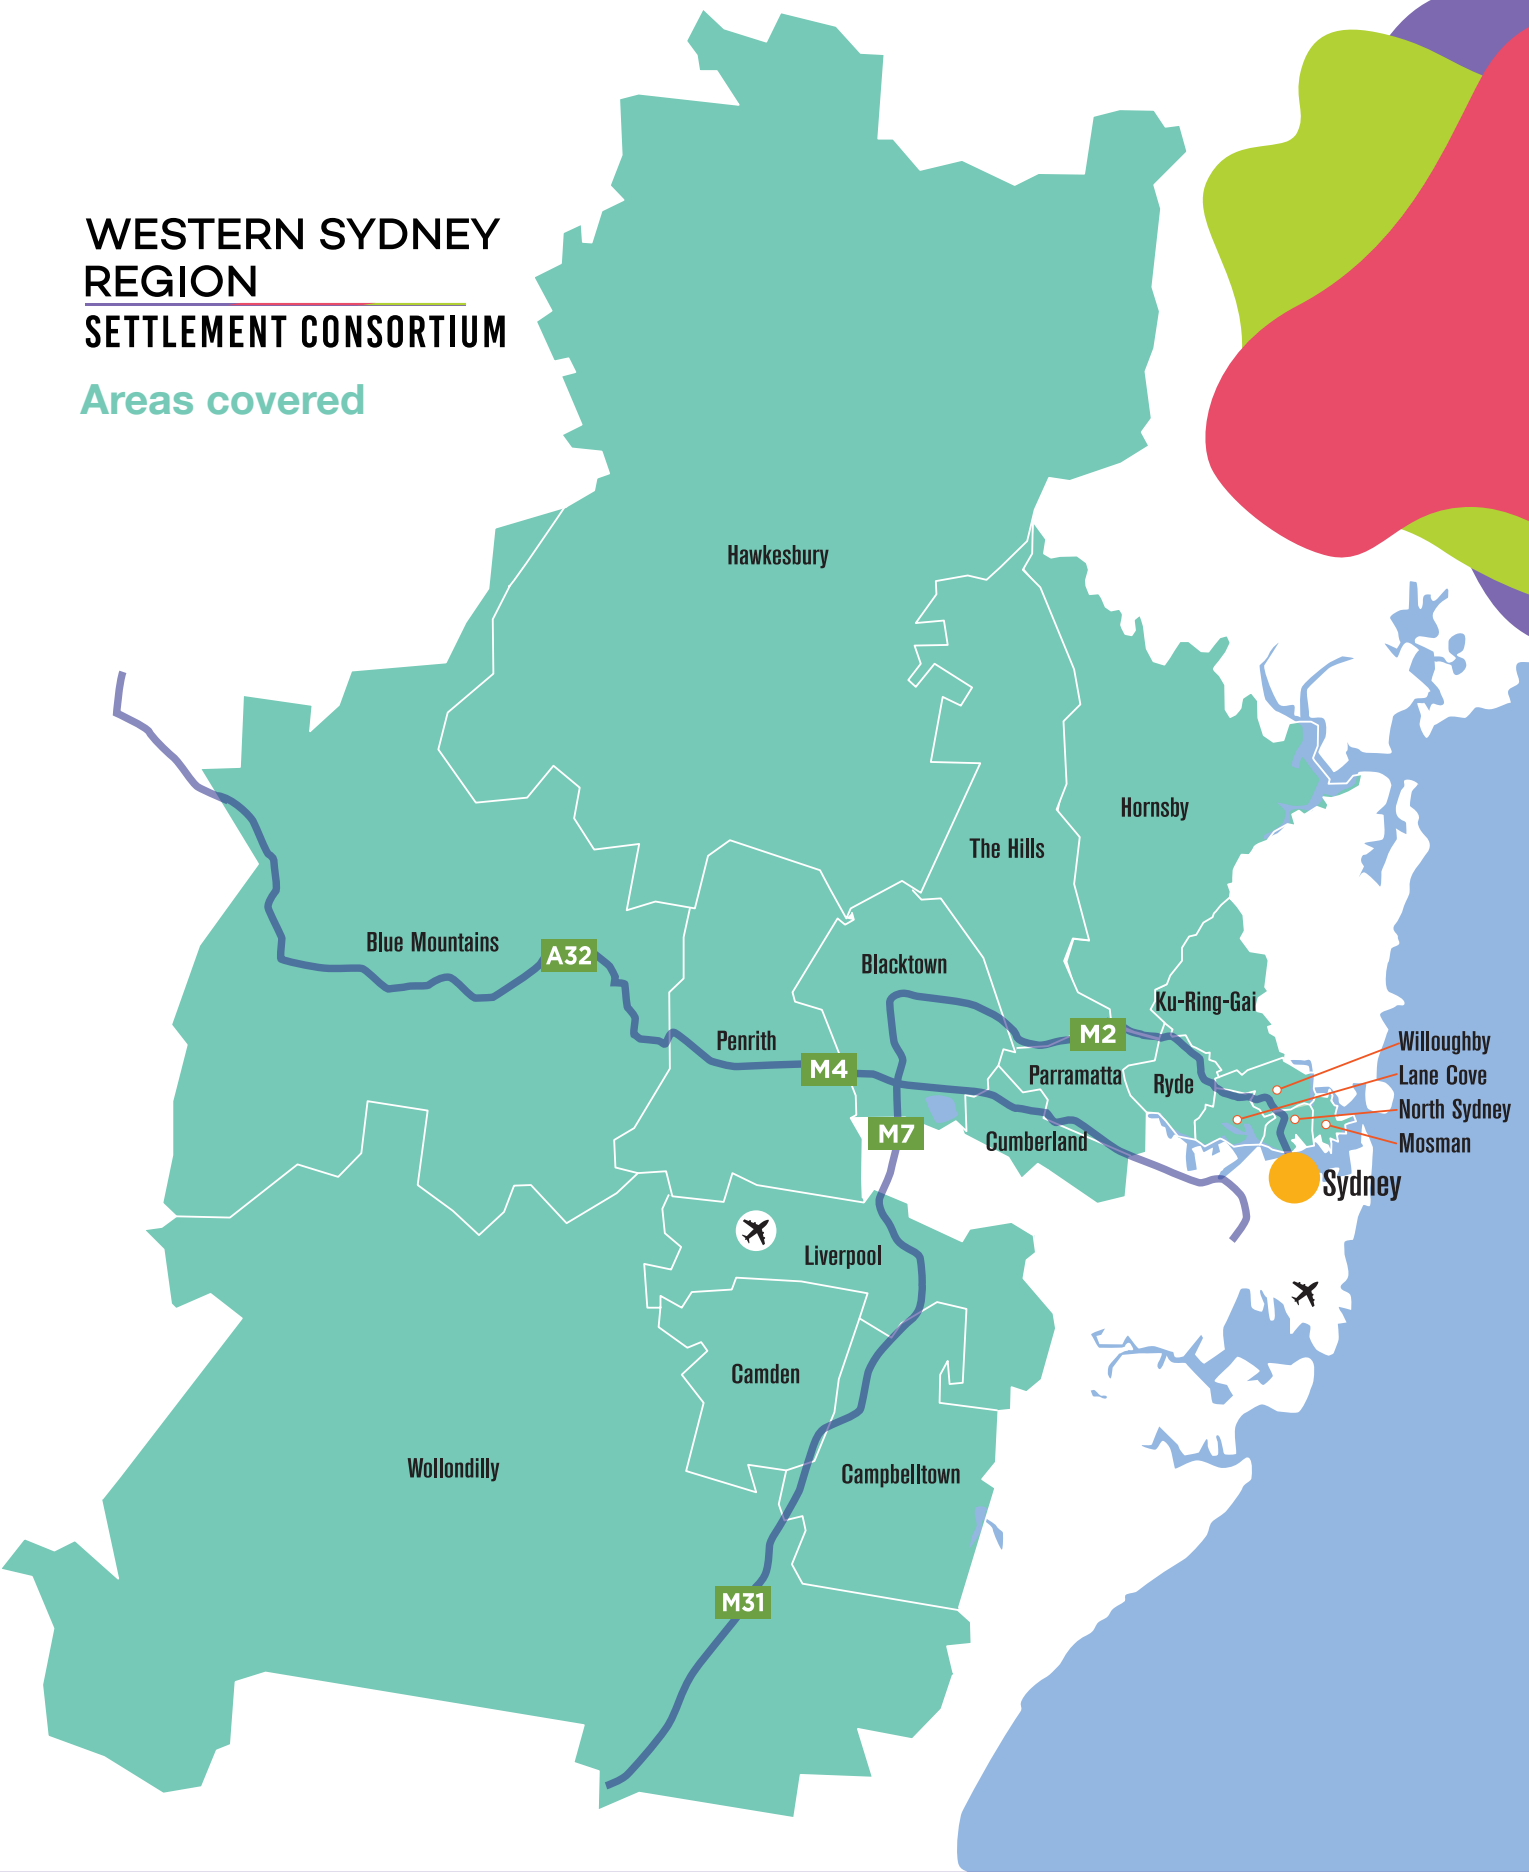 WESTERN SYDNEY
REGION
SETTLEMENT CONSORTIUM
Areas covered
Hawkesbury
Hornsby
The Hills
Blue Mountains
A32
Blacktown
Ku-Ring-Gai
Penrith
M2
Willoughby
M4
Parramatta
Ryde
Lane Cove
North Sydney
M7
Cumberland
Mosman
Sydney
Liverpool
Camden
Wollondilly
Campbelltown
M31